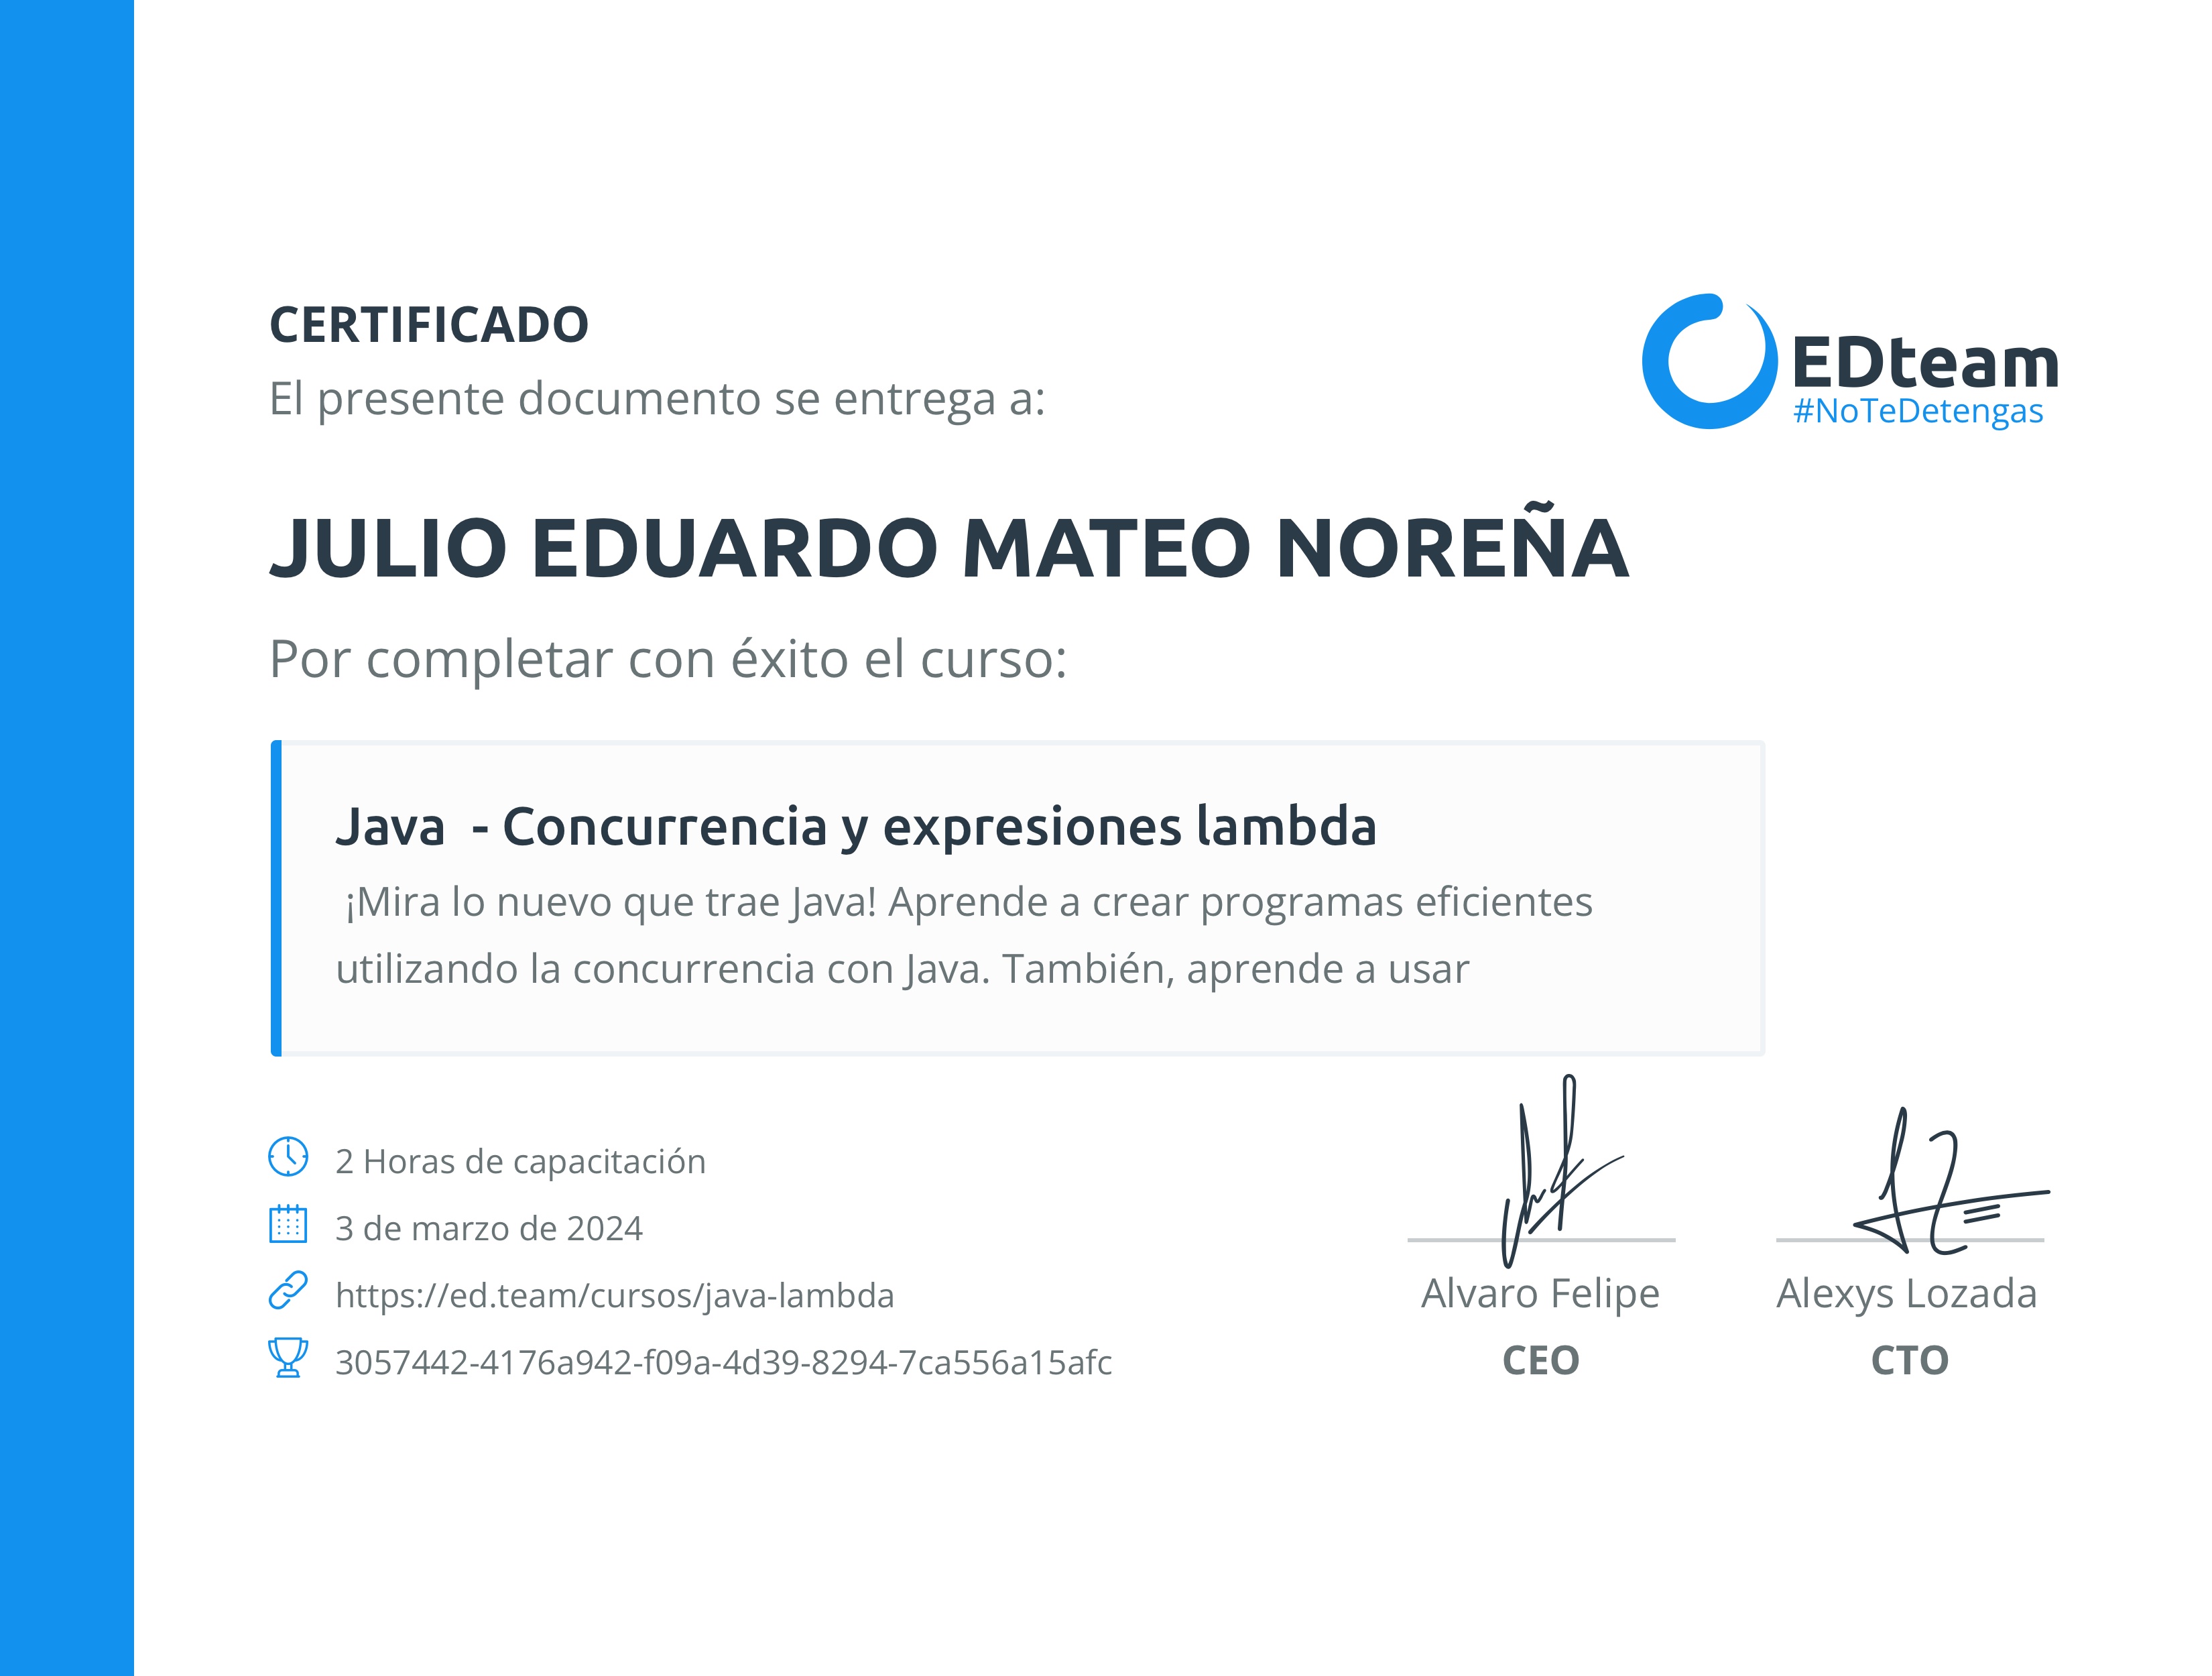 CERTIFICADO
El presente documento se entrega a:
EDteam
#NoTeDetengas
JULIO EDUARDO MATEO NOREÑA
Por completar con éxito el curso:
Java - Concurrencia y expresiones lambda
¡Mira lo nuevo que trae Java! Aprende a crear programas eficientes
utilizando la concurrencia con Java. También, aprende a usar
2 Horas de capacitación
3 de marzo de 2024
https://ed.team/cursos/java-lambda
3057442-4176a942-f09a-4d39-8294-7ca556a15afc
Alvaro Felipe
CEO
Alexys Lozada
CTO